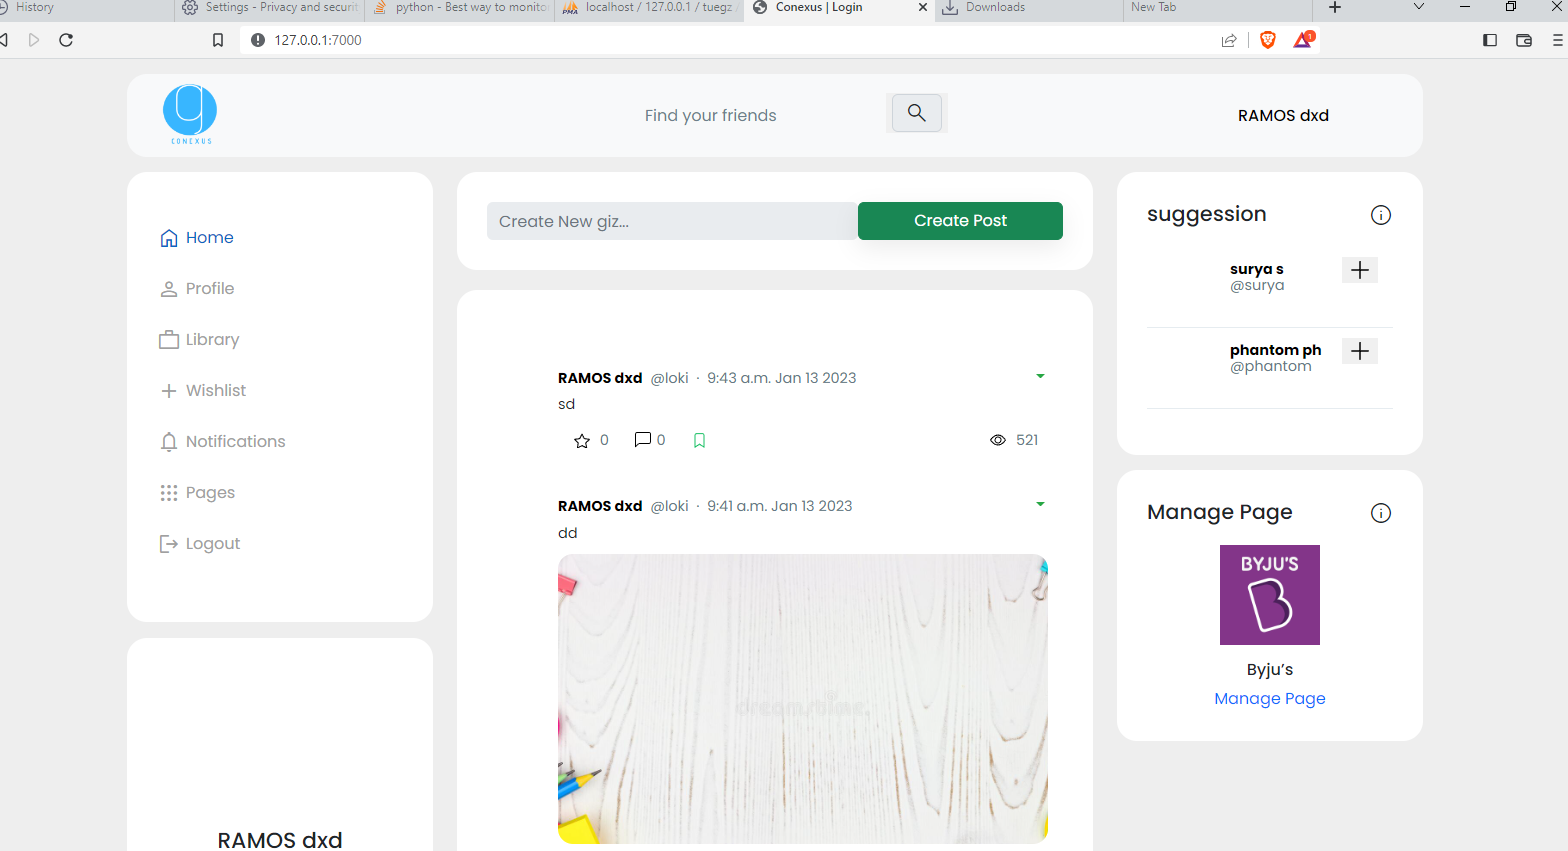 History
Settings - Privacy and securit
python - Best way to monito
PMA
localhost / 127.0.0.1 / tuegz /
Conexus | Login
Downloads
New Tab
127.0.0.1:7000
1
CONEXUS
Find your friends
RAMOS dxd
Home
Profile
Library
Wishlist
Notifications
Pages
Logout
RAMOS dxd
Create New giz...
Create Post
RAMOS dxd @loki · 9:43 a.m. Jan 13 2023
sd
0 0 521
RAMOS dxd @loki · 9:41 a.m. Jan 13 2023
dd
dreamstime.
suggession
surya s
@surya
phantom ph
@phantom
Manage Page
BYJU'S
B
Byju's
Manage Page